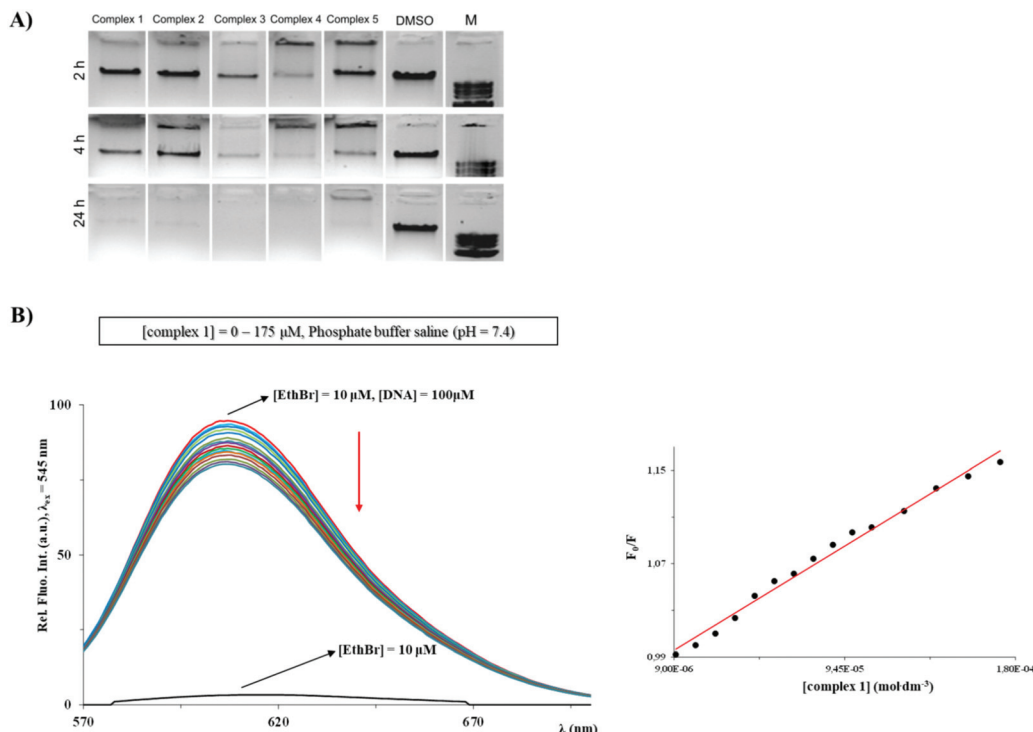 A)
Complex 1 Complex 2 Complex 3 Complex 4 Complex 5 DMSO M
2 h
4 h
24 h
B)
[complex 1] = 0 – 175 μM, Phosphate buffer saline (pH = 7.4)
[EthBr] = 10 μM, [DNA] = 100μM
Rel. Fluo. Int. (a.u.), λex = 545 nm
100
50
0
[EthBr] = 10 μM
570 620 670
λ (nm)
F0/F
1,15
1,07
0,99
9,00E-06 9,45E-05 1,80E-04
[complex 1] (mol·dm-3)